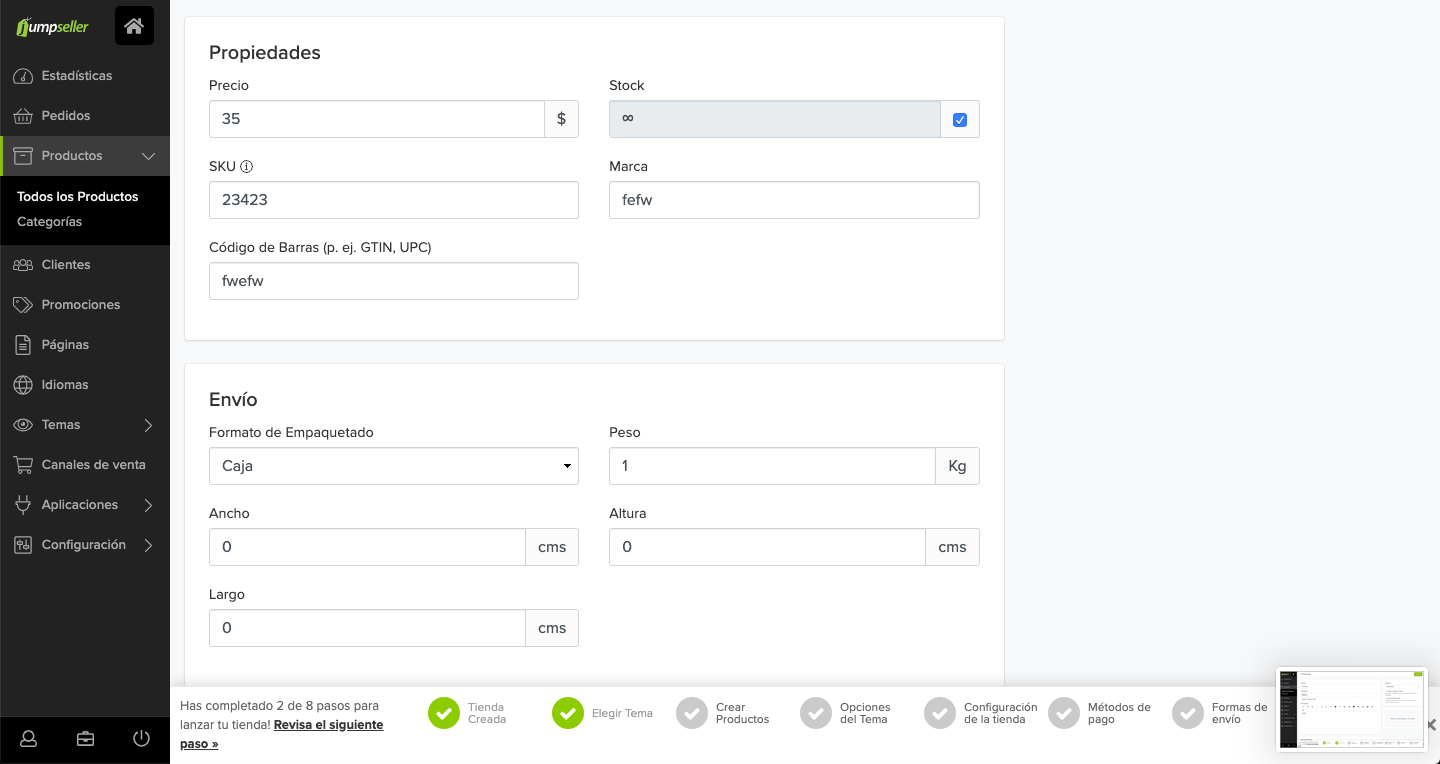 Jumpseller
Estadísticas
Pedidos
Productos
Todos los Productos
Categorías
Clientes
Promociones
Páginas
Idiomas
Temas
Canales de venta
Aplicaciones
Configuración
Propiedades
Precio
35
$
Stock
∞
SKU
23423
Marca
fefw
Código de Barras (p. ej. GTIN, UPC)
fwefw
Envío
Formato de Empaquetado
Caja
Peso
1
Kg
Ancho
0
cms
Altura
0
cms
Largo
0
cms
Has completado 2 de 8 pasos para
lanzar tu tienda! Revisa el siguiente
paso »
Tienda
Creada
Elegir Tema
Crear
Productos
Opciones
del Tema
Configuración
de la tienda
Métodos de
pago
Formas de
envío